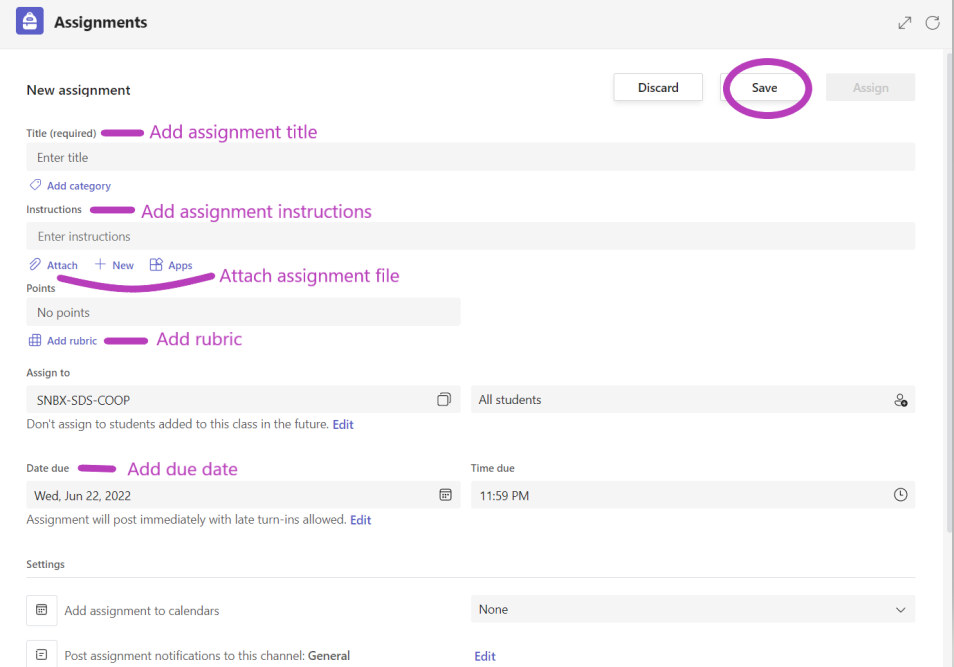 Assignments
New assignment
Discard
Save
Assign
Title (required) Add assignment title
Enter title
Add category
Instructions Add assignment instructions
Enter instructions
Attach New Apps
Attach assignment file
Points
No points
Add rubric Add rubric
Assign to
SNBX-SDS-COOP
All students
Don't assign to students added to this class in the future. Edit
Date due Add due date
Time due
Wed, Jun 22, 2022
11:59 PM
Assignment will post immediately with late turn-ins allowed. Edit
Settings
Add assignment to calendars
None
Post assignment notifications to this channel: General
Edit